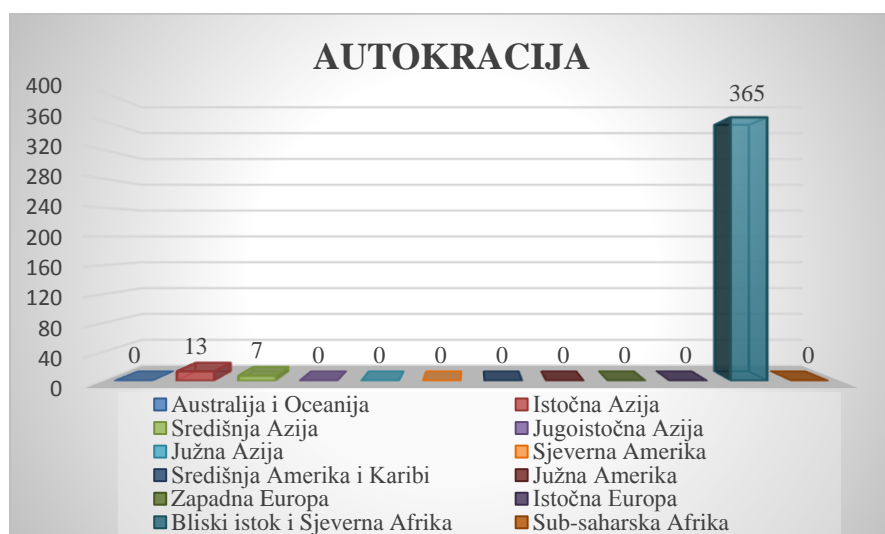 AUTOKRACIJA
400
360
320
280
240
200
160
120
80
40
0
0 13 7 0 0 0 0 0 0 0 365 0
Australija i Oceanija Istočna Azija
Središnja Azija Jugoistočna Azija
Južna Azija Sjeverna Amerika
Središnja Amerika i Karibi Južna Amerika
Zapadna Europa Istočna Europa
Bliski istok i Sjeverna Afrika Sub-saharska Afrika